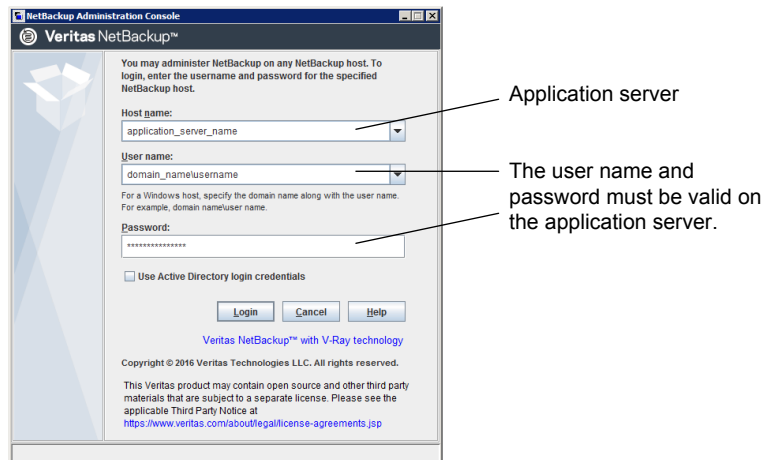 NetBackup Administration Console
Veritas NetBackup™
You may administer NetBackup on any NetBackup host. To
login, enter the username and password for the specified
NetBackup host.
Host name:
application_server_name
User name:
domain_name\username
For a Windows host, specify the domain name along with the user name.
For example, domain name\user name.
Password:
***************
Use Active Directory login credentials
Login Cancel Help
Veritas NetBackup™ with V-Ray technology
Copyright © 2016 Veritas Technologies LLC. All rights reserved.
This Veritas product may contain open source and other third party
materials that are subject to a separate license. Please see the
applicable Third Party Notice at
https://www.veritas.com/about/legal/license-agreements.jsp
Application server
The user name and
password must be valid on
the application server.